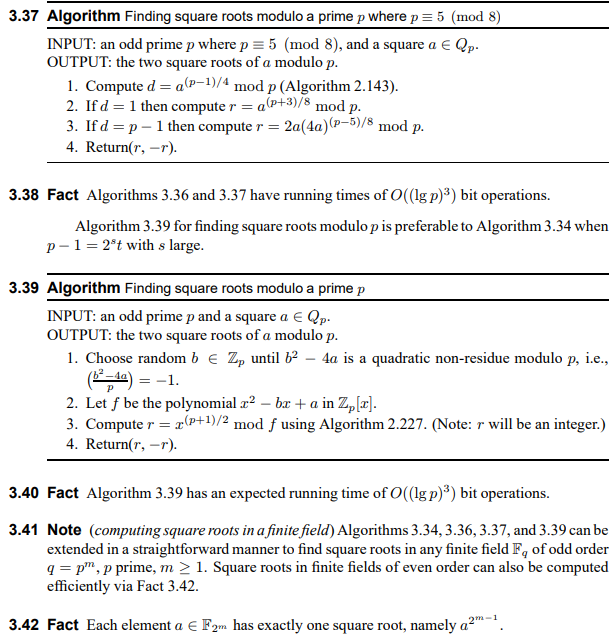 3.37 Algorithm Finding square roots modulo a prime p where p ≡ 5 (mod 8)
INPUT: an odd prime p where p ≡ 5 (mod 8), and a square a ∈ Qₚ.
OUTPUT: the two square roots of a modulo p.
1. Compute d = a^{(p−1)/4} mod p (Algorithm 2.143).
2. If d = 1 then compute r = a^{(p+3)/8} mod p.
3. If d = p − 1 then compute r = 2a(4a)^{(p−5)/8} mod p.
4. Return(r, −r).
3.38 Fact Algorithms 3.36 and 3.37 have running times of O((lg p)³) bit operations.
Algorithm 3.39 for finding square roots modulo p is preferable to Algorithm 3.34 when
p − 1 = 2ˢt with s large.
3.39 Algorithm Finding square roots modulo a prime p
INPUT: an odd prime p and a square a ∈ Qₚ.
OUTPUT: the two square roots of a modulo p.
1. Choose random b ∈ ℤₚ until b² − 4a is a quadratic non-residue modulo p, i.e.,
(\frac{b²−4a}{p}) = −1.
2. Let f be the polynomial x² − bx + a in ℤₚ[x].
3. Compute r = x^{(p+1)/2} mod f using Algorithm 2.227. (Note: r will be an integer.)
4. Return(r, −r).
3.40 Fact Algorithm 3.39 has an expected running time of O((lg p)³) bit operations.
3.41 Note (computing square roots in a finite field) Algorithms 3.34, 3.36, 3.37, and 3.39 can be
extended in a straightforward manner to find square roots in any finite field 𝔽_q of odd order
q = pᵐ, p prime, m ≥ 1. Square roots in finite fields of even order can also be computed
efficiently via Fact 3.42.
3.42 Fact Each element a ∈ 𝔽_{2ᵐ} has exactly one square root, namely a^{2^{m−1}}.